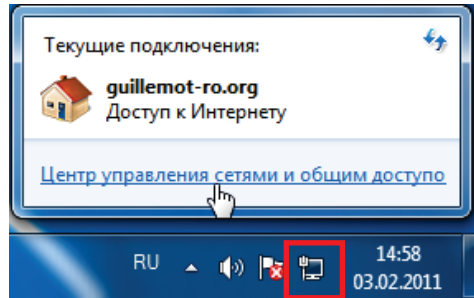 Текущие подключения:
guillemot-ro.org
Доступ к Интернету
Центр управления сетями и общим доступо
RU
14:58
03.02.2011